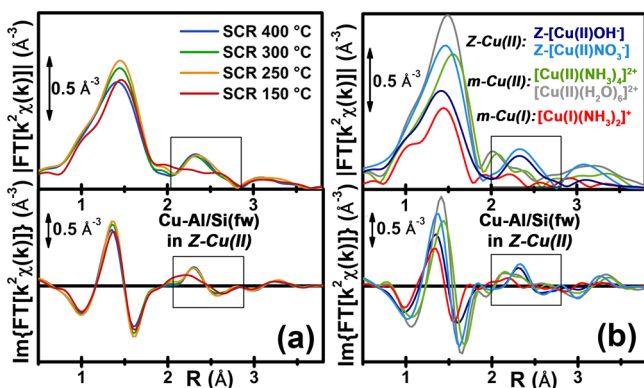 |FT[k²χ(k)]| (Å⁻³)
0.5 Å⁻³
SCR 400 °C
SCR 300 °C
SCR 250 °C
SCR 150 °C
Im{FT[k²χ(k)]} (Å⁻³)
0.5 Å⁻³
Cu-Al/Si(fw)
in Z-Cu(II)
(a)
1 2 3
R (Å)
|FT[k²χ(k)]| (Å⁻³)
0.5 Å⁻³
Z-Cu(II): Z-[Cu(II)OH⁻]
Z-[Cu(II)NO₃⁻]
m-Cu(II): [Cu(II)(NH₃)₄]²⁺
[Cu(II)(H₂O)₆]²⁺
m-Cu(I): [Cu(I)(NH₃)₂]⁺
Im{FT[k²χ(k)]} (Å⁻³)
0.5 Å⁻³
Cu-Al/Si(fw)
in Z-Cu(II)
(b)
1 2 3
R (Å)